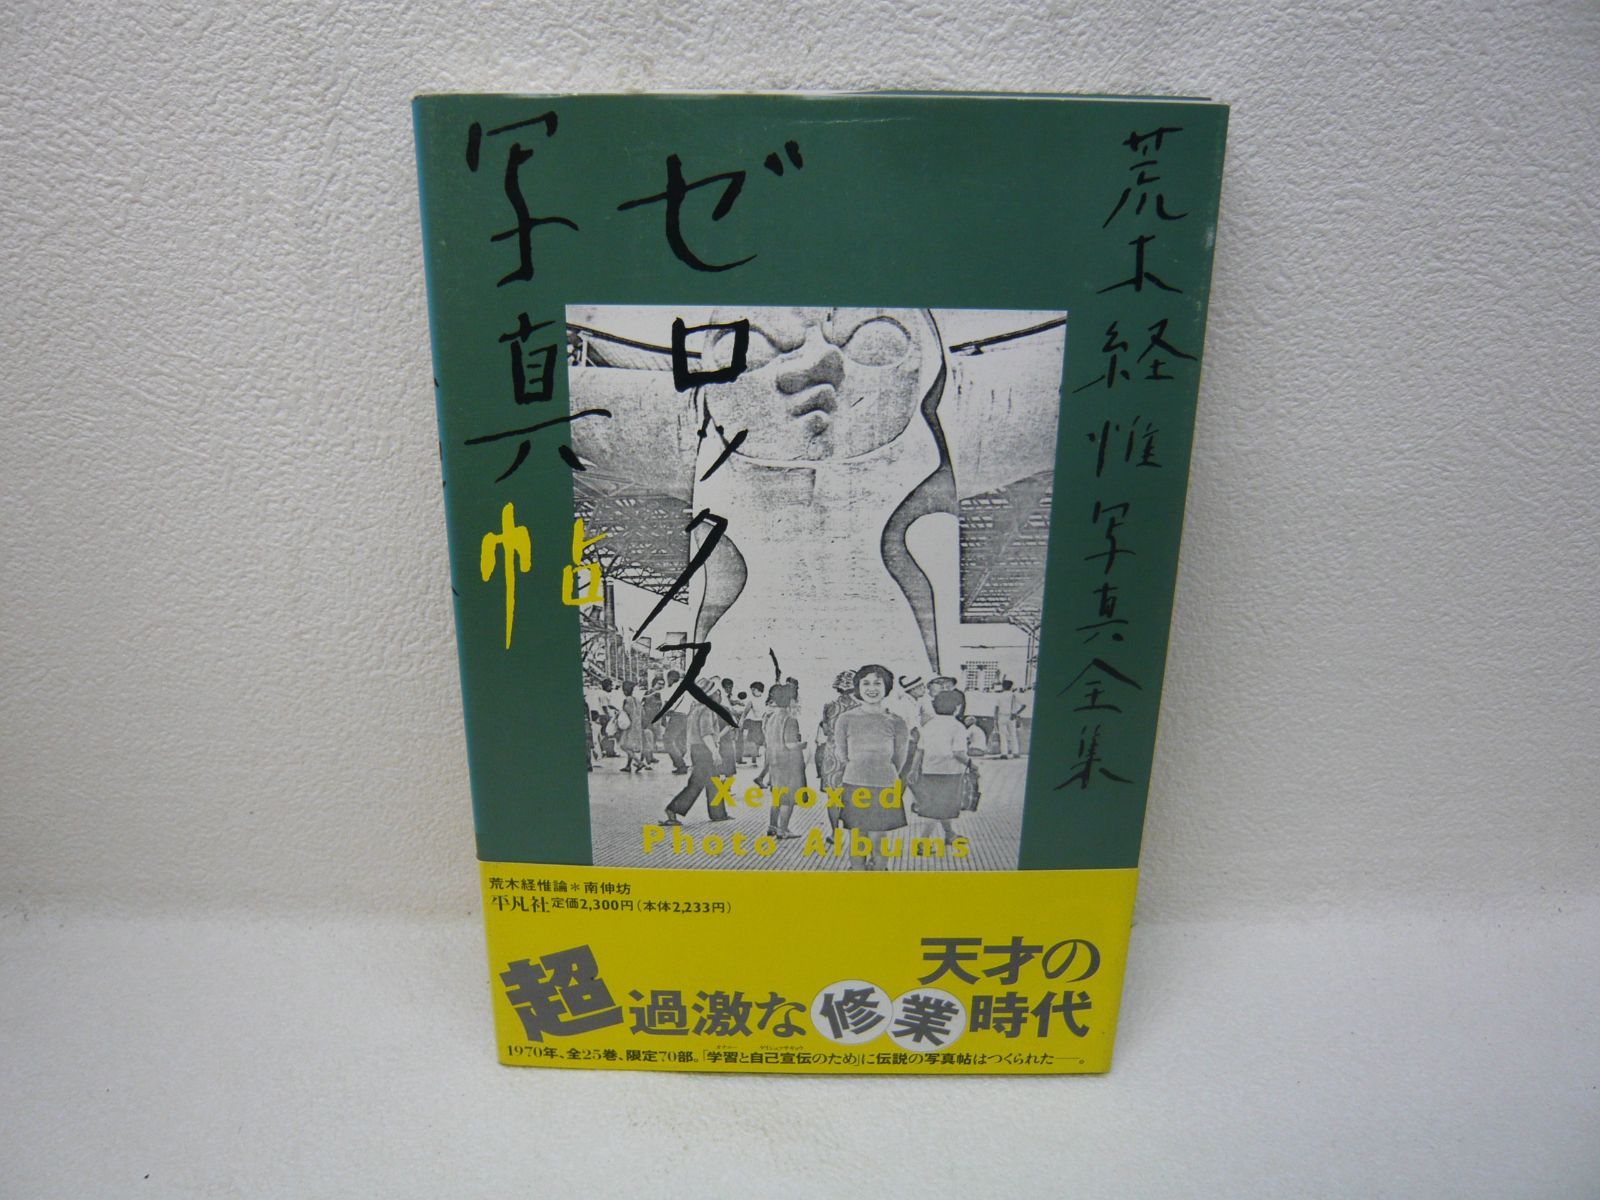 荒木経惟写真全集
ゼロックス
写真帖
Xeroxed
Photo Albums
荒木経惟論＊南伸坊
平凡社 定価2,300円（本体2,233円）
天才の
超過激な修業時代
1970年、全25巻、限定70部。「学習と自己宣伝のため」に伝説の写真帖はつくられた──。